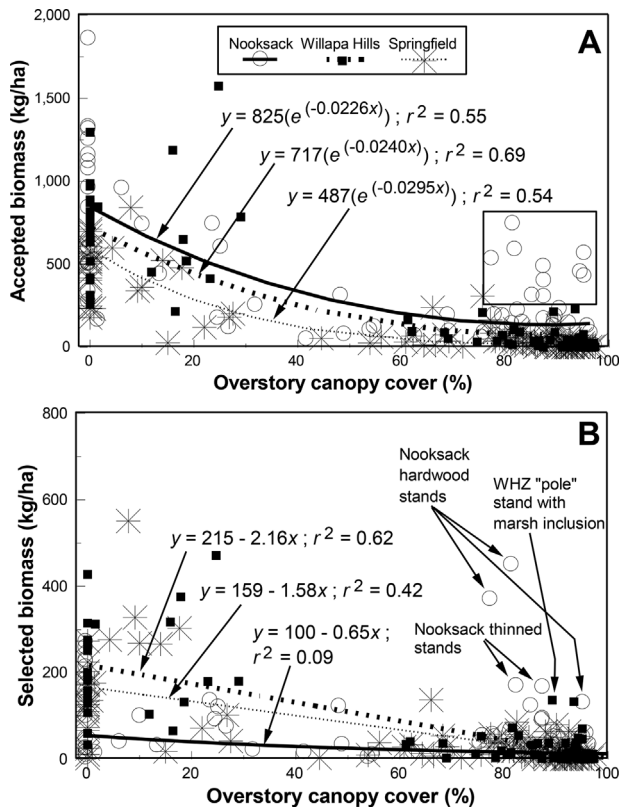 2,000
1,500
1,000
500
0
Accepted biomass (kg/ha)
Nooksack Willapa Hills Springfield
A
y = 825(e^(-0.0226x)) ; r² = 0.55
y = 717(e^(-0.0240x)) ; r² = 0.69
y = 487(e^(-0.0295x)) ; r² = 0.54
0 20 40 60 80 100
Overstory canopy cover (%)
800
600
400
200
0
Selected biomass (kg/ha)
B
Nooksack
hardwood
stands
WHZ "pole"
stand with
marsh inclusion
y = 215 - 2.16x ; r² = 0.62
y = 159 - 1.58x ; r² = 0.42
y = 100 - 0.65x ;
r² = 0.09
Nooksack thinned
stands
0 20 40 60 80 100
Overstory canopy cover (%)